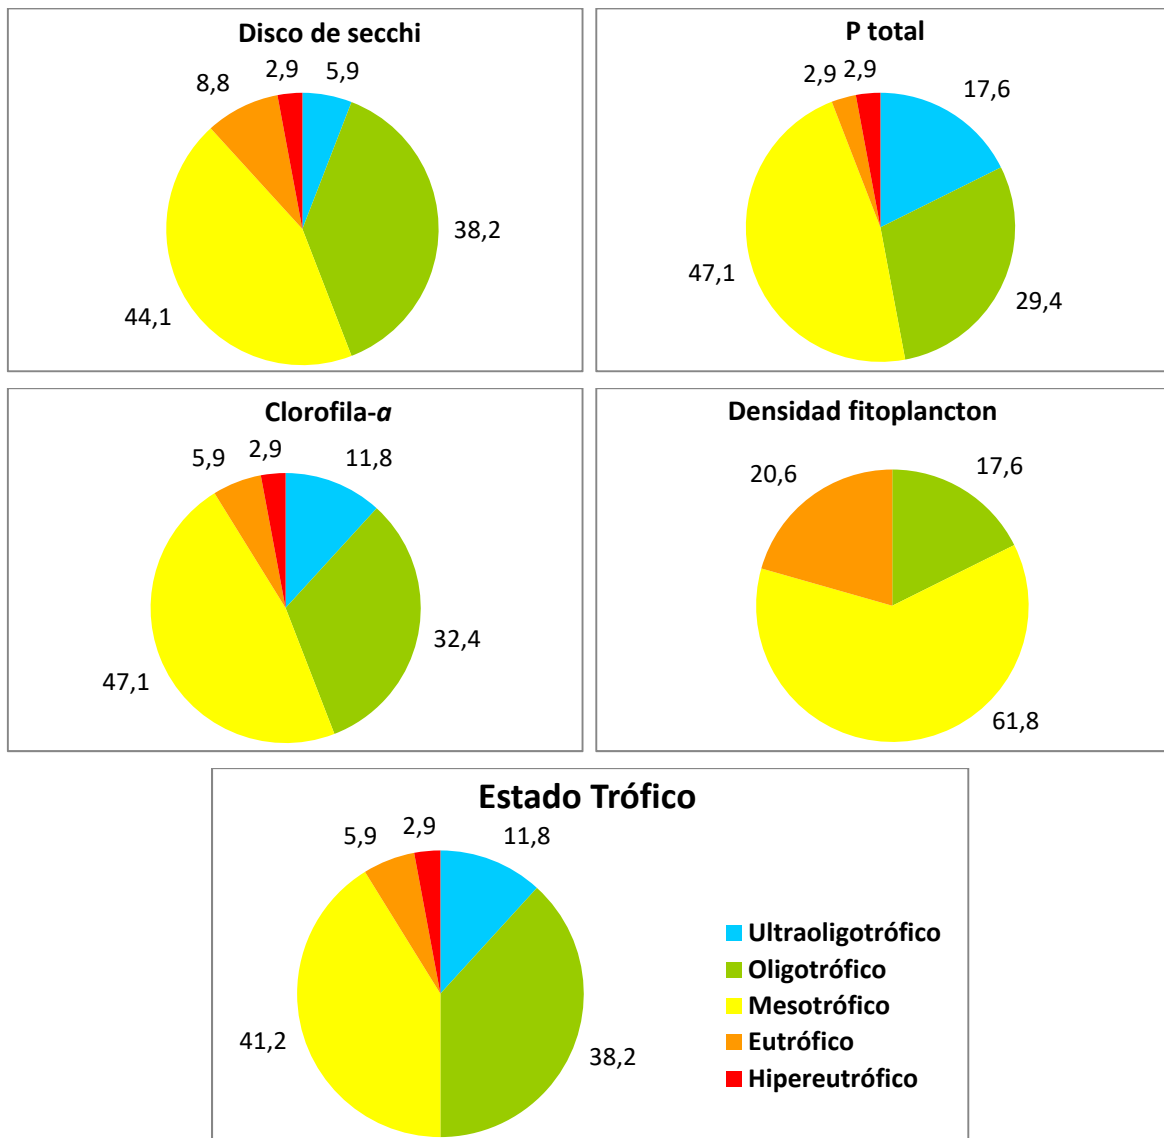 Disco de secchi
2,9
5,9
8,8
38,2
44,1
P total
2,9
2,9
17,6
47,1
29,4
Clorofila-a
2,9
11,8
5,9
32,4
47,1
Densidad fitoplancton
20,6
17,6
61,8
Estado Trófico
2,9
11,8
5,9
41,2
38,2
Ultraoligotrófico
Oligotrófico
Mesotrófico
Eutrófico
Hipereutrófico